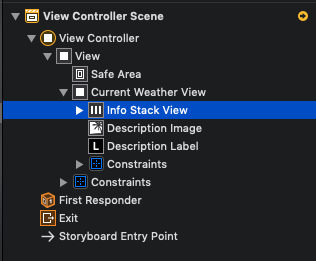 View Controller Scene
View Controller
View
Safe Area
Current Weather View
Info Stack View
Description Image
L Description Label
Constraints
Constraints
First Responder
Exit
Storyboard Entry Point